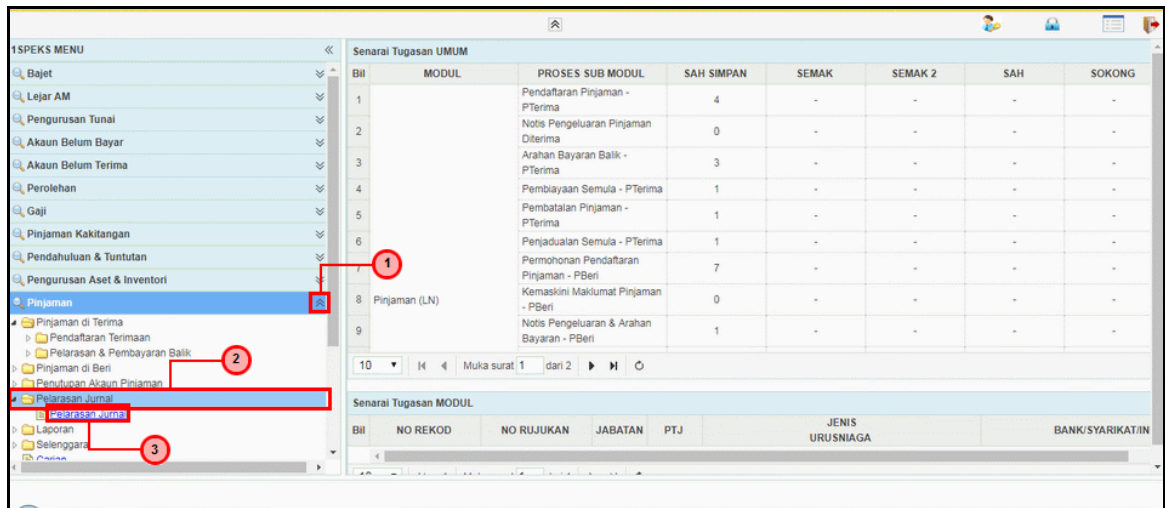 1SPEKS MENU
Bajet
Lejar AM
Pengurusan Tunai
Akaun Belum Bayar
Akaun Belum Terima
Perolehan
Gaji
Pinjaman Kakitangan
Pendahuluan & Tuntutan
Pengurusan Aset & Inventori
1
Pinjaman
Pinjaman di Terima
Pendaftaran Terimaan
Pelarasan & Pembayaran Balik
2
Pinjaman di Beri
Penutupan Akaun Pinjaman
Pelarasan Jurnal
Pelarasan Jurnal
Laporan
Selenggara
3
Carian
Senarai Tugasan UMUM
Bil MODUL PROSES SUB MODUL SAH SIMPAN SEMAK SEMAK 2 SAH SOKONG
1 Pendaftaran Pinjaman - PTerima 4 - - - -
2 Notis Pengeluaran Pinjaman Diterima 0 - - - -
3 Arahan Bayaran Balik - PTerima 3 - - - -
4 Pembiayaan Semula - PTerima 1 - - - -
5 Pembatalan Pinjaman - PTerima 1 - - - -
6 Penjadualan Semula - PTerima 1 - - - -
7 Permohonan Pendaftaran Pinjaman - PBeri 7 - - - -
8 Pinjaman (LN) Kemaskini Maklumat Pinjaman - PBeri 0 - - - -
9 Notis Pengeluaran & Arahan Bayaran - PBeri 1 - - - -
10 Muka surat 1 dari 2
Senarai Tugasan MODUL
Bil NO REKOD NO RUJUKAN JABATAN PTJ JENIS URUSNIAGA BANK/SYARIKAT/IN